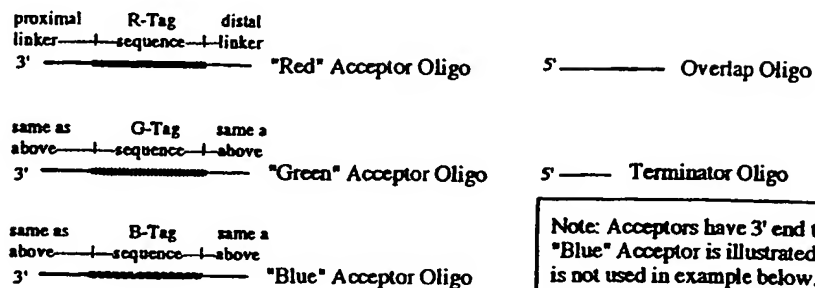 proximal R-Tag distal
linker sequence linker
3' "Red" Acceptor Oligo
5' Overlap Oligo
same as G-Tag same a
above sequence above
3' "Green" Acceptor Oligo
5' Terminator Oligo
same as B-Tag same a
above sequence above
3' "Blue" Acceptor Oligo
Note: Acceptors have 3' end t
"Blue" Acceptor is illustrated
is not used in example below.